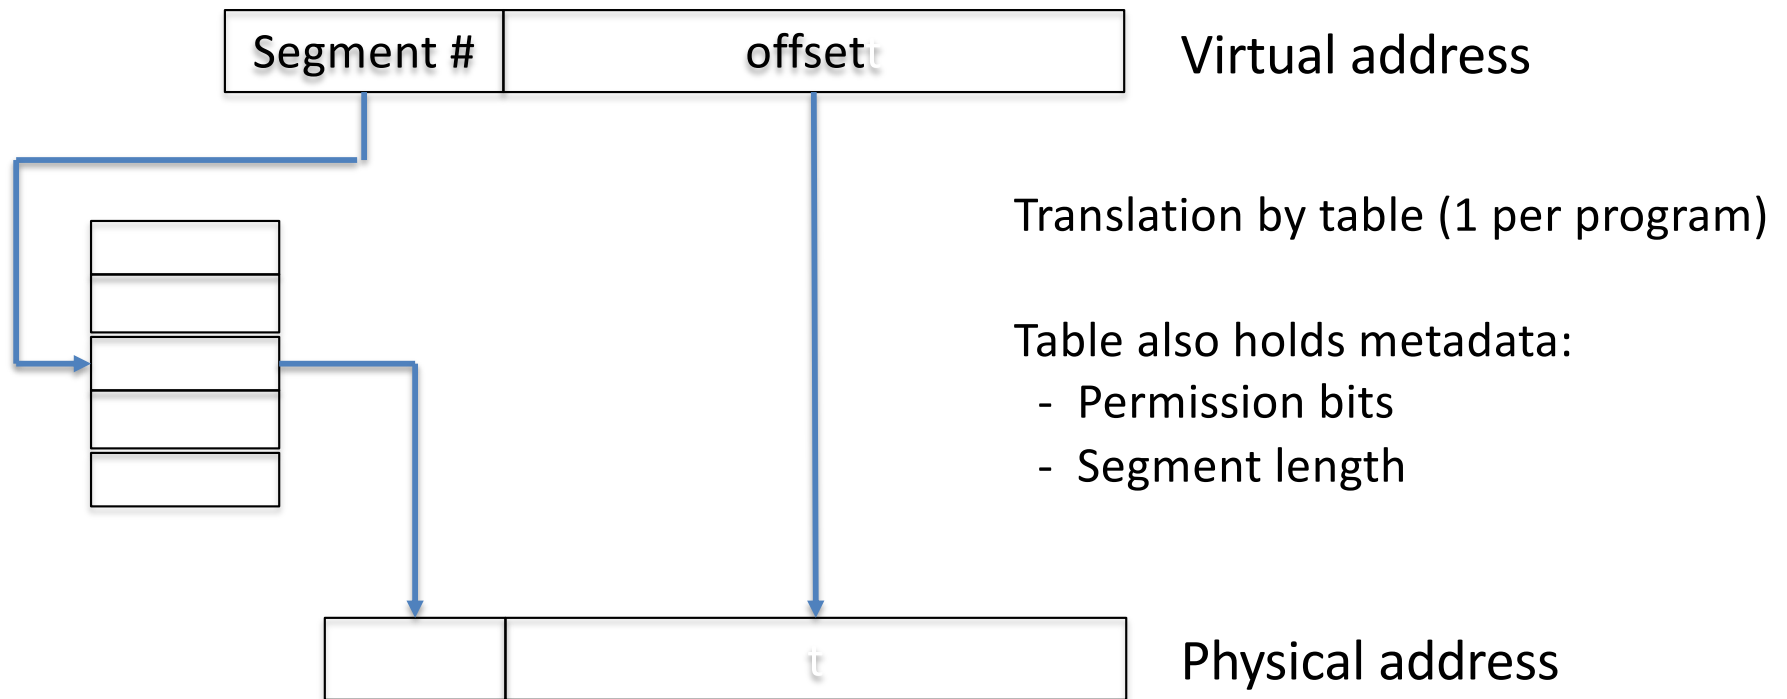 Segment #
offset
t
Virtual address
Translation by table (1 per program)
Table also holds metadata:
- Permission bits
- Segment length
t
Physical address